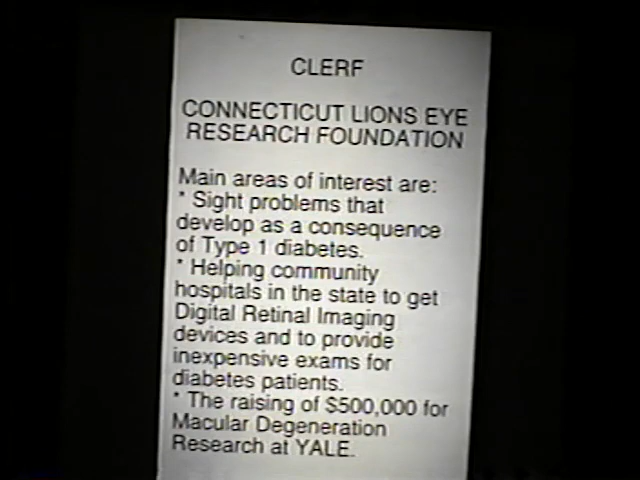 CLERF
CONNECTICUT LIONS EYE
RESEARCH FOUNDATION
Main areas of interest are:
* Sight problems that
develop as a consequence
of Type 1 diabetes.
* Helping community
hospitals in the state to get
Digital Retinal Imaging
devices and to provide
inexpensive exams for
diabetes patients.
* The raising of $500,000 for
Macular Degeneration
Research at YALE.